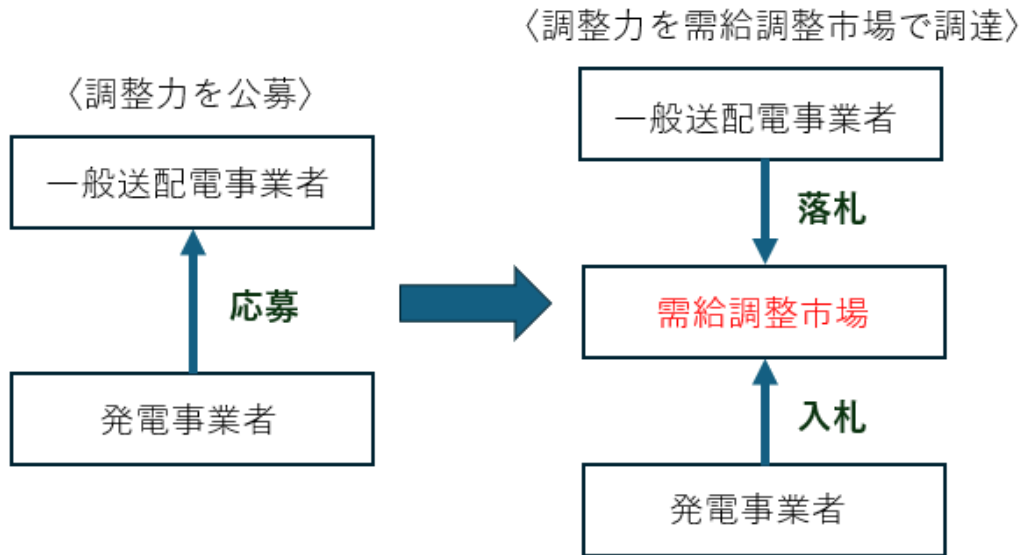 〈調整力を公募〉
一般送配電事業者
応募
発電事業者
〈調整力を需給調整市場で調達〉
一般送配電事業者
落札
需給調整市場
入札
発電事業者